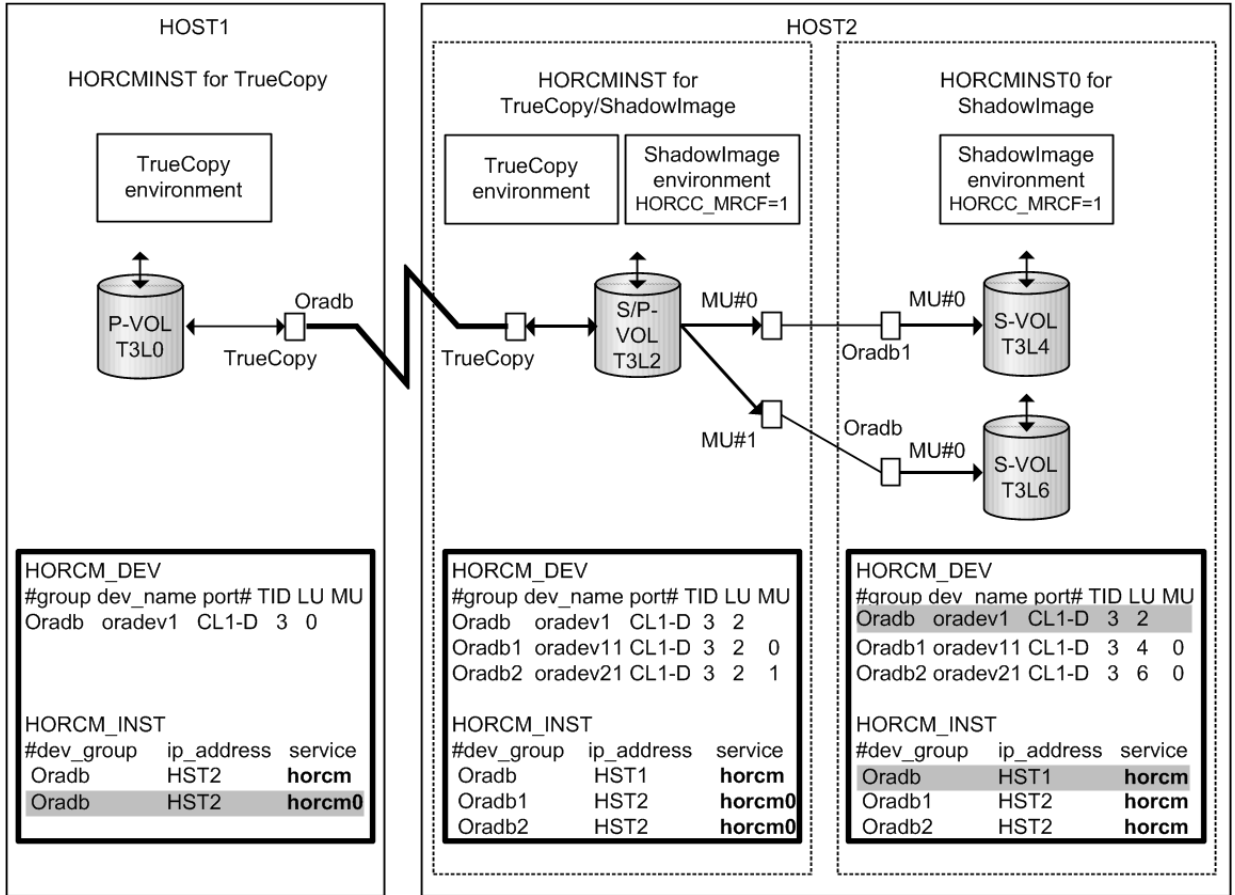 HOST1
HOST2
HORCMINST for TrueCopy
HORCMINST for
TrueCopy/ShadowImage
HORCMINST0 for
ShadowImage
TrueCopy
environment
TrueCopy
environment
ShadowImage
environment
HORCC_MRCF=1
ShadowImage
environment
HORCC_MRCF=1
P-VOL
T3L0
Oradb
TrueCopy
TrueCopy
S/P-
VOL
T3L2
MU#0
MU#0
Oradb1
S-VOL
T3L4
MU#1
Oradb
MU#0
S-VOL
T3L6
HORCM_DEV
#group dev_name port# TID LU MU
Oradb oradev1 CL1-D 3 0
HORCM_INST
#dev_group ip_address service
Oradb HST2 horcm
Oradb HST2 horcm0
HORCM_DEV
#group dev_name port# TID LU MU
Oradb oradev1 CL1-D 3 2
Oradb1 oradev11 CL1-D 3 2 0
Oradb2 oradev21 CL1-D 3 2 1
HORCM_INST
#dev_group ip_address service
Oradb HST1 horcm
Oradb1 HST2 horcm0
Oradb2 HST2 horcm0
HORCM_DEV
#group dev_name port# TID LU MU
Oradb oradev1 CL1-D 3 2
Oradb1 oradev11 CL1-D 3 4 0
Oradb2 oradev21 CL1-D 3 6 0
HORCM_INST
#dev_group ip_address service
Oradb HST1 horcm
Oradb1 HST2 horcm
Oradb2 HST2 horcm